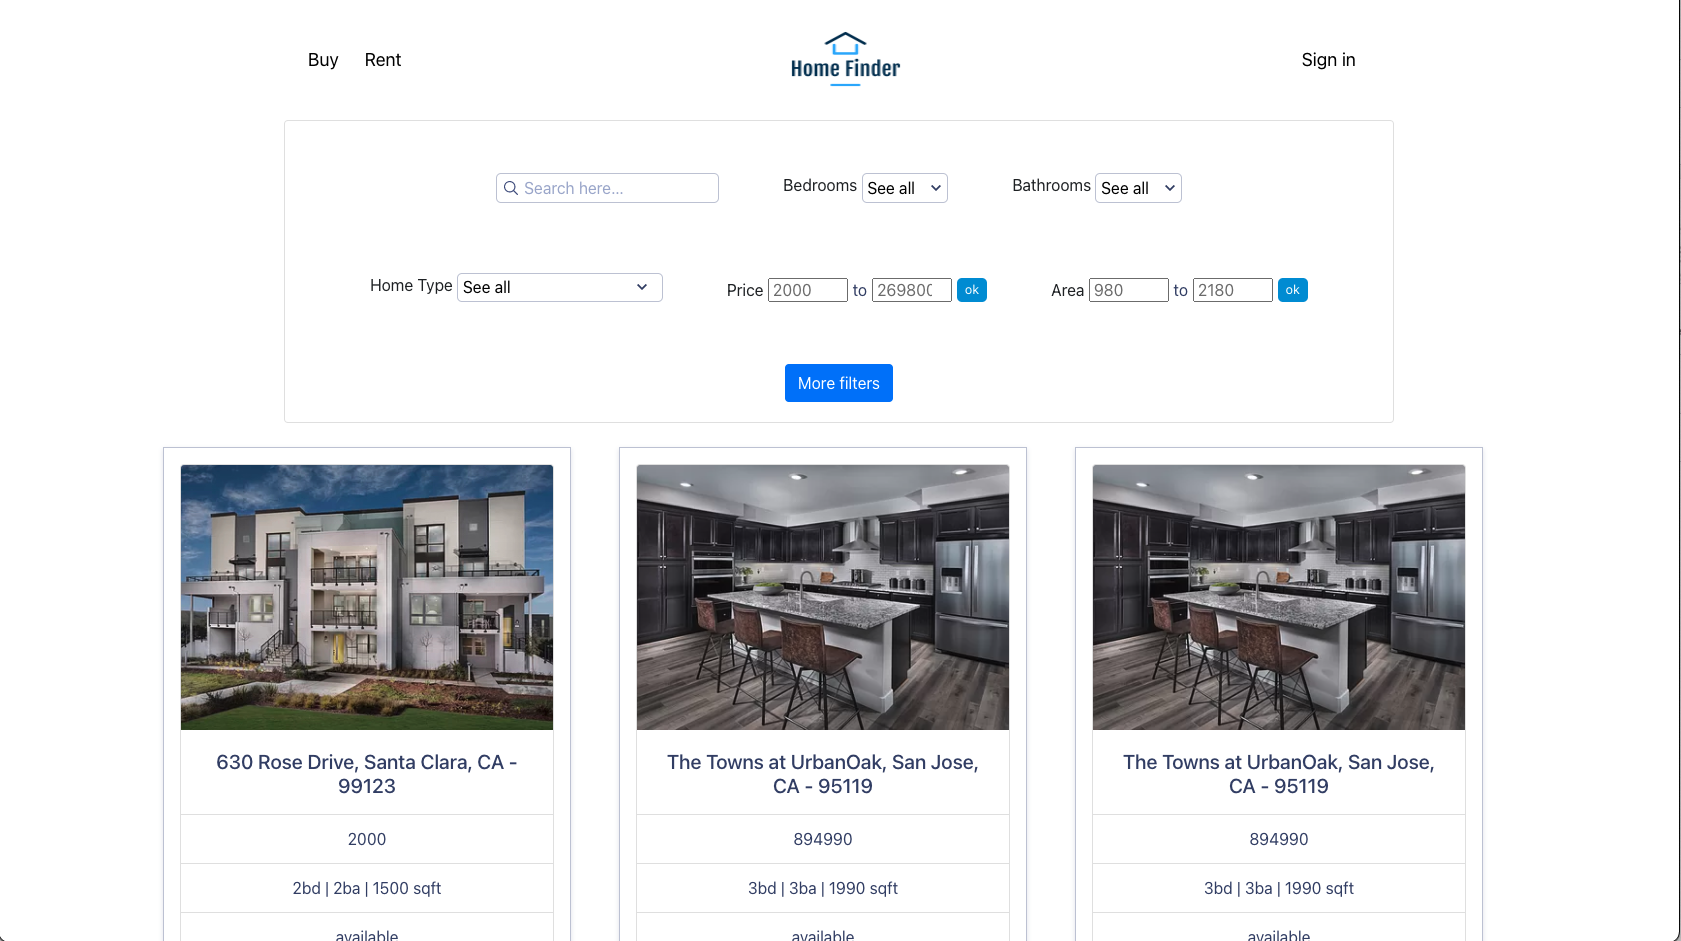 Buy Rent Home Finder Sign in
Search here... Bedrooms See all Bathrooms See all
Home Type See all Price 2000 to 269800 ok Area 980 to 2180 ok
More filters
630 Rose Drive, Santa Clara, CA -
99123
2000
2bd | 2ba | 1500 sqft
available
The Towns at UrbanOak, San Jose,
CA - 95119
894990
3bd | 3ba | 1990 sqft
available
The Towns at UrbanOak, San Jose,
CA - 95119
894990
3bd | 3ba | 1990 sqft
available